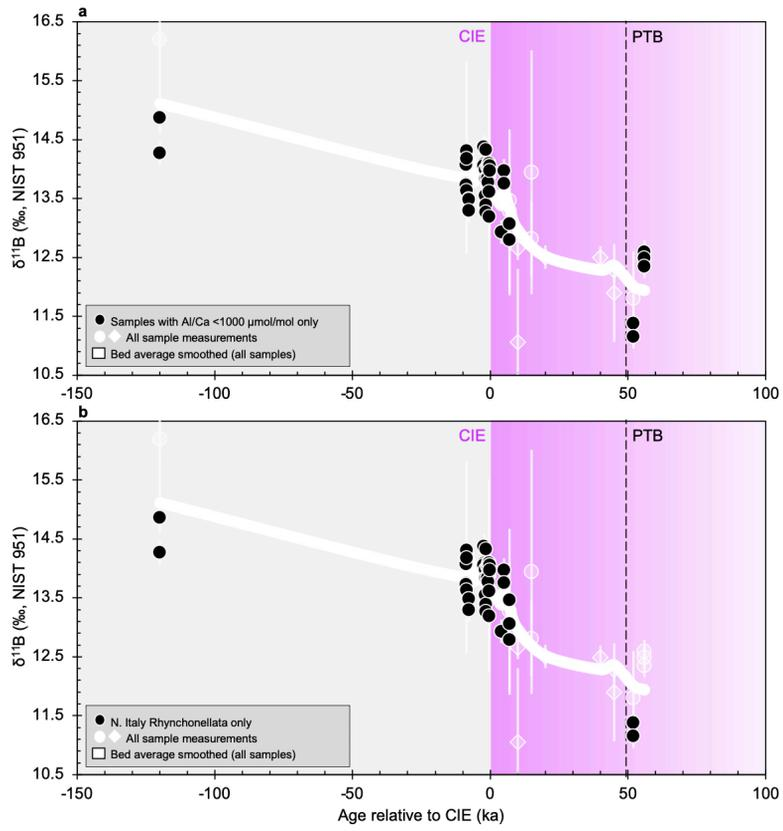 a
16.5
15.5
14.5
13.5
12.5
11.5
10.5
δ¹¹B (‰, NIST 951)
CIE
PTB
Samples with Al/Ca <1000 µmol/mol only
All sample measurements
Bed average smoothed (all samples)
-150 -100 -50 0 50 100
b
16.5
15.5
14.5
13.5
12.5
11.5
10.5
δ¹¹B (‰, NIST 951)
CIE
PTB
N. Italy Rhynchonellata only
All sample measurements
Bed average smoothed (all samples)
-150 -100 -50 0 50 100
Age relative to CIE (ka)